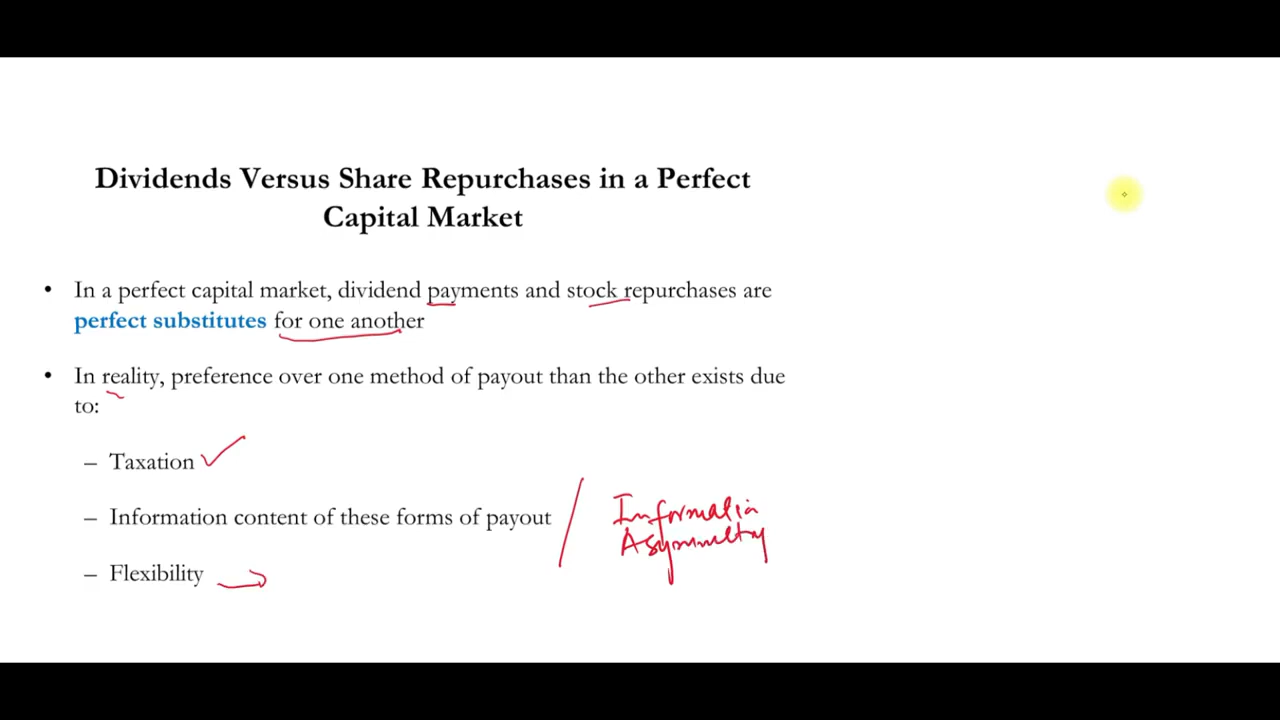 Dividends Versus Share Repurchases in a Perfect
Capital Market
• In a perfect capital market, dividend payments and stock repurchases are
perfect substitutes for one another
• In reality, preference over one method of payout than the other exists due
to:
– Taxation
– Information content of these forms of payout
Informatin
Asymmetry
– Flexibility